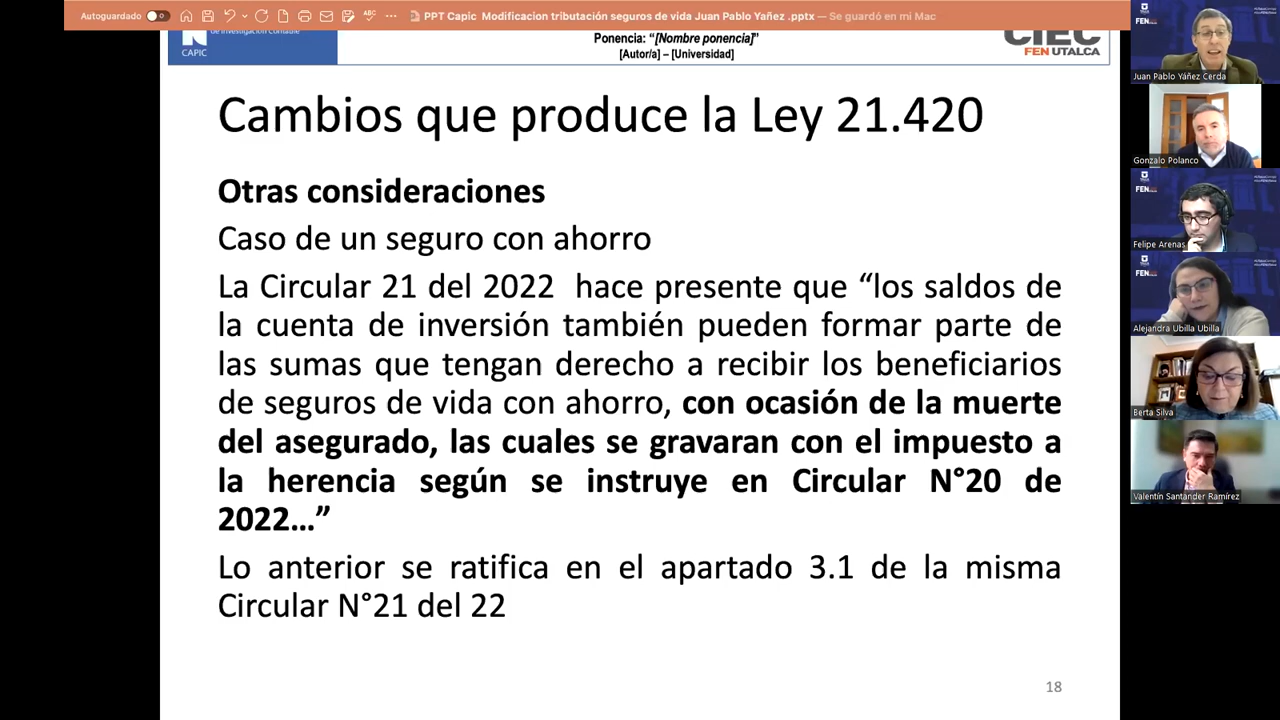 Autoguardado
PPT Capic Modificacion tributación seguros de vida Juan Pablo Yañez .pptx — Se guardó en mi Mac
de Investigación Contable
CAPIC
Ponencia: “[Nombre ponencia]”
[Autor/a] – [Universidad]
CIEC
FEN UTALCA
Cambios que produce la Ley 21.420
Otras consideraciones
Caso de un seguro con ahorro
La Circular 21 del 2022 hace presente que “los saldos de
la cuenta de inversión también pueden formar parte de
las sumas que tengan derecho a recibir los beneficiarios
de seguros de vida con ahorro, con ocasión de la muerte
del asegurado, las cuales se gravaran con el impuesto a
la herencia según se instruye en Circular N°20 de
2022…”
Lo anterior se ratifica en el apartado 3.1 de la misma
Circular N°21 del 22
18
FEN
Juan Pablo Yáñez Cerda
Gonzalo Polanco
FEN
Felipe Arenas
FEN
Alejandra Ubilla Ubilla
Berta Silva
Valentín Santander Ramírez